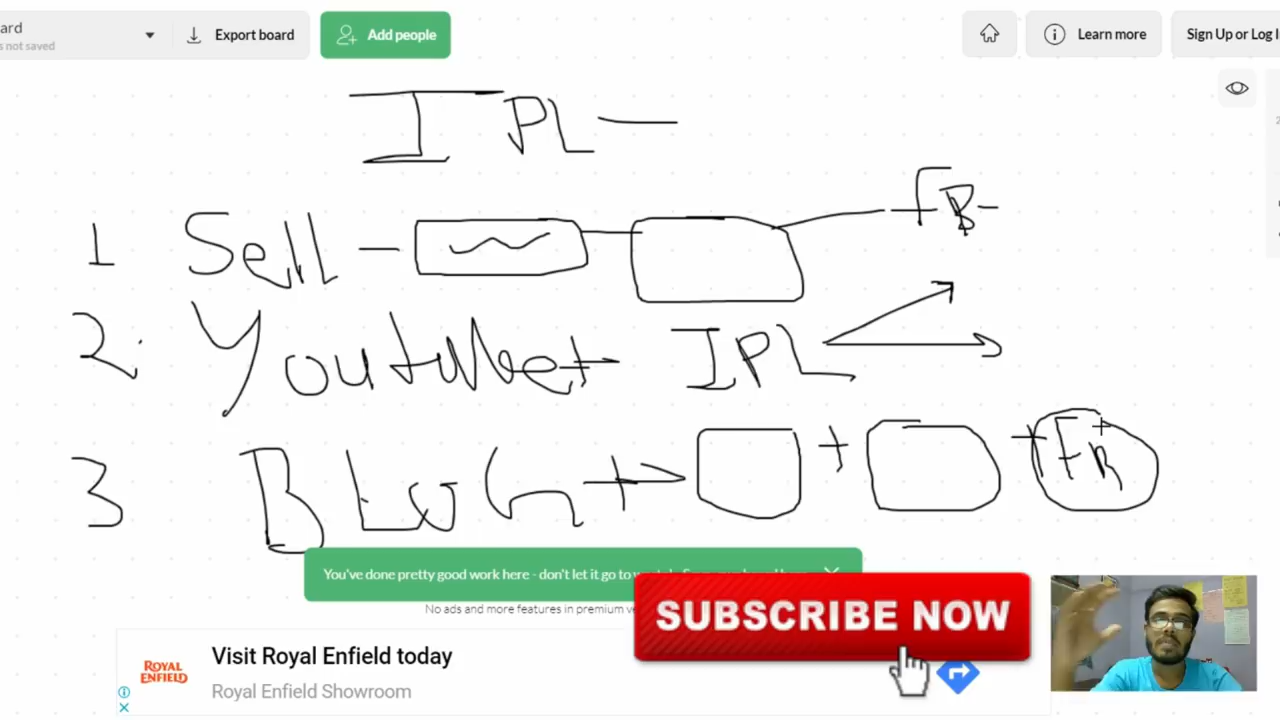 ard
s not saved
Export board
Add people
Learn more
Sign Up or Log I
IPL —
1 Sell — FB-
2. Youtube + IPL
3 BLOG + + + FB
You've done pretty good work here - don't let it go to
No ads and more features in premium ve
SUBSCRIBE NOW
ROYAL
ENFIELD
Visit Royal Enfield today
Royal Enfield Showroom